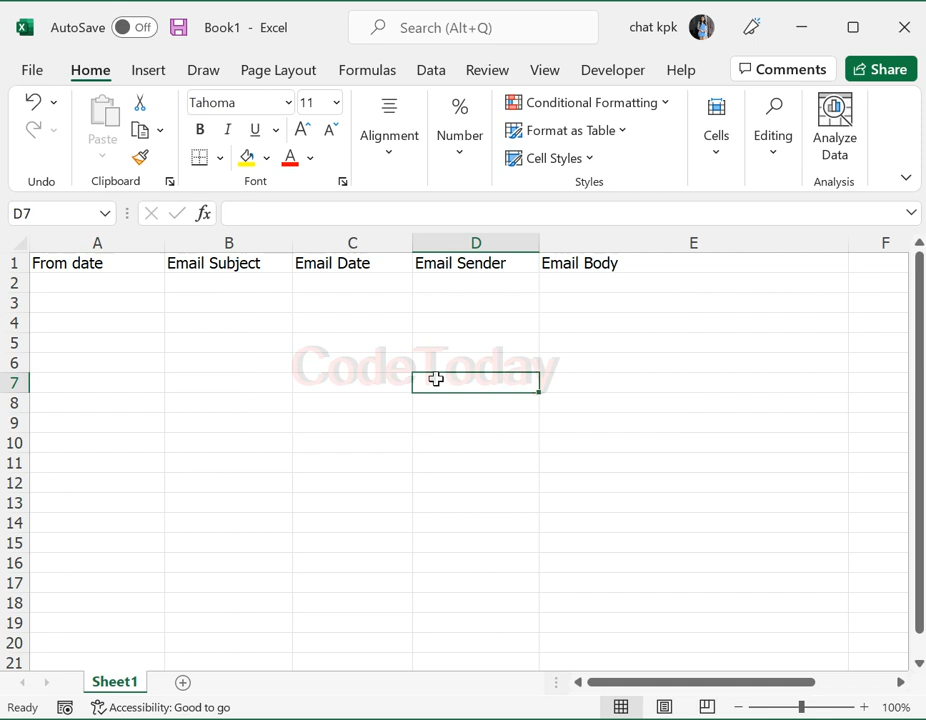 AutoSave Off Book1 - Excel Search (Alt+Q) chat kpk
File Home Insert Draw Page Layout Formulas Data Review View Developer Help Comments Share
Tahoma 11 % Conditional Formatting
Paste B I U A A Alignment Number Format as Table Cells Editing Analyze Data
A Cell Styles
Undo Clipboard Font Styles Analysis
D7 fx
A B C D E F
1 From date Email Subject Email Date Email Sender Email Body
2
3
4
5
6
CodeToday
7
8
9
10
11
12
13
14
15
16
17
18
19
20
21
Sheet1
Ready Accessibility: Good to go 100%